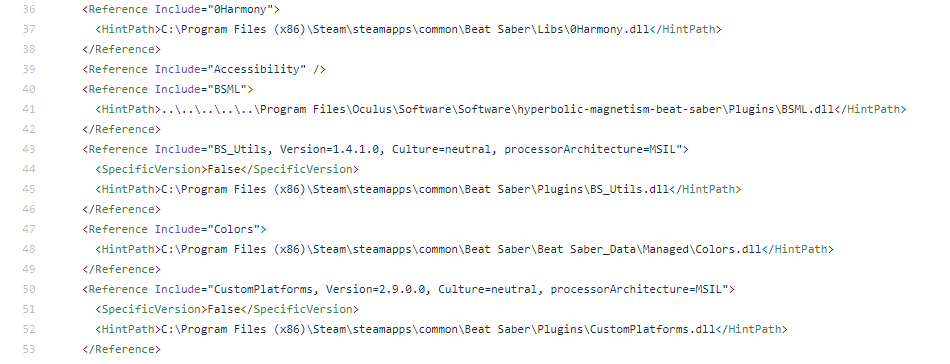 36 <Reference Include="0Harmony">
37 <HintPath>C:\Program Files (x86)\Steam\steamapps\common\Beat Saber\Libs\0Harmony.dll</HintPath>
38 </Reference>
39 <Reference Include="Accessibility" />
40 <Reference Include="BSML">
41 <HintPath>..\..\..\..\..\Program Files\Oculus\Software\Software\hyperbolic-magnetism-beat-saber\Plugins\BSML.dll</HintPath>
42 </Reference>
43 <Reference Include="BS_Utils, Version=1.4.1.0, Culture=neutral, processorArchitecture=MSIL">
44 <SpecificVersion>False</SpecificVersion>
45 <HintPath>C:\Program Files (x86)\Steam\steamapps\common\Beat Saber\Plugins\BS_Utils.dll</HintPath>
46 </Reference>
47 <Reference Include="Colors">
48 <HintPath>C:\Program Files (x86)\Steam\steamapps\common\Beat Saber\Beat Saber_Data\Managed\Colors.dll</HintPath>
49 </Reference>
50 <Reference Include="CustomPlatforms, Version=2.9.0.0, Culture=neutral, processorArchitecture=MSIL">
51 <SpecificVersion>False</SpecificVersion>
52 <HintPath>C:\Program Files (x86)\Steam\steamapps\common\Beat Saber\Plugins\CustomPlatforms.dll</HintPath>
53 </Reference>